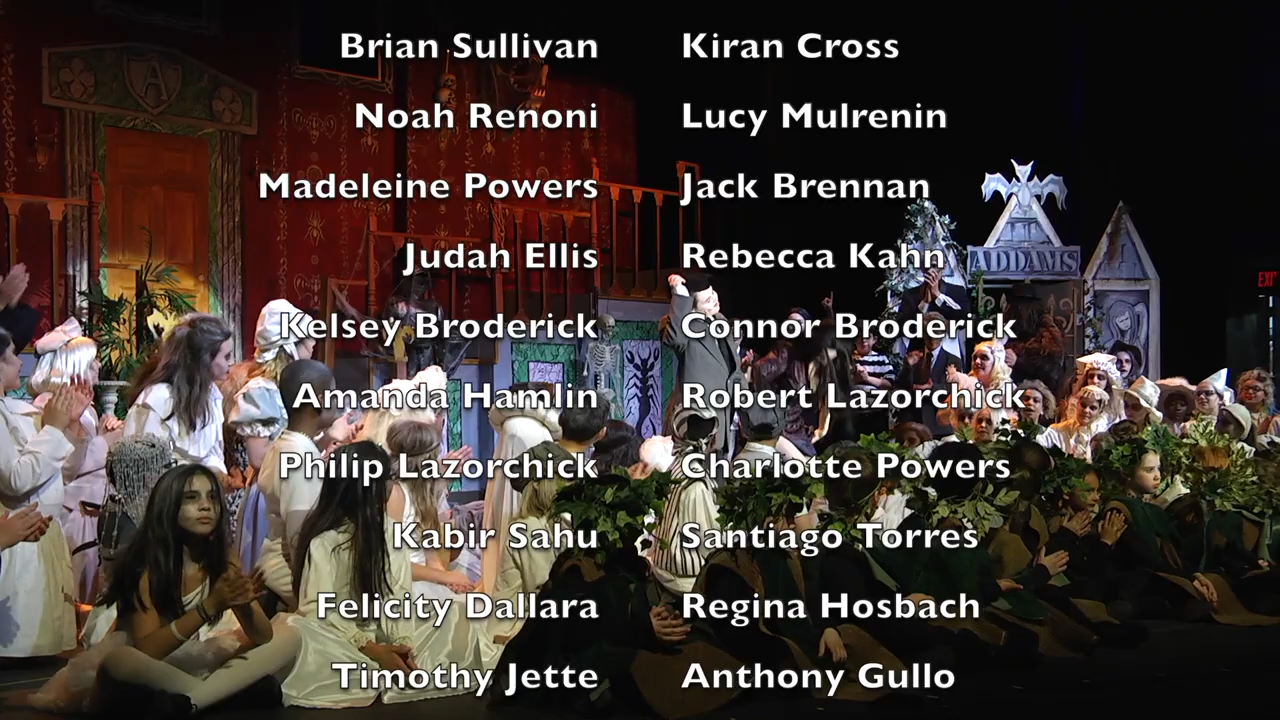 Brian Sullivan Kiran Cross
Noah Renoni Lucy Mulrenin
Madeleine Powers Jack Brennan
Judah Ellis Rebecca Kahn
Kelsey Broderick Connor Broderick
Amanda Hamlin Robert Lazorchick
Philip Lazorchick Charlotte Powers
Kabir Sahu Santiago Torres
Felicity Dallara Regina Hosbach
Timothy Jette Anthony Gullo
A
ADDAMS